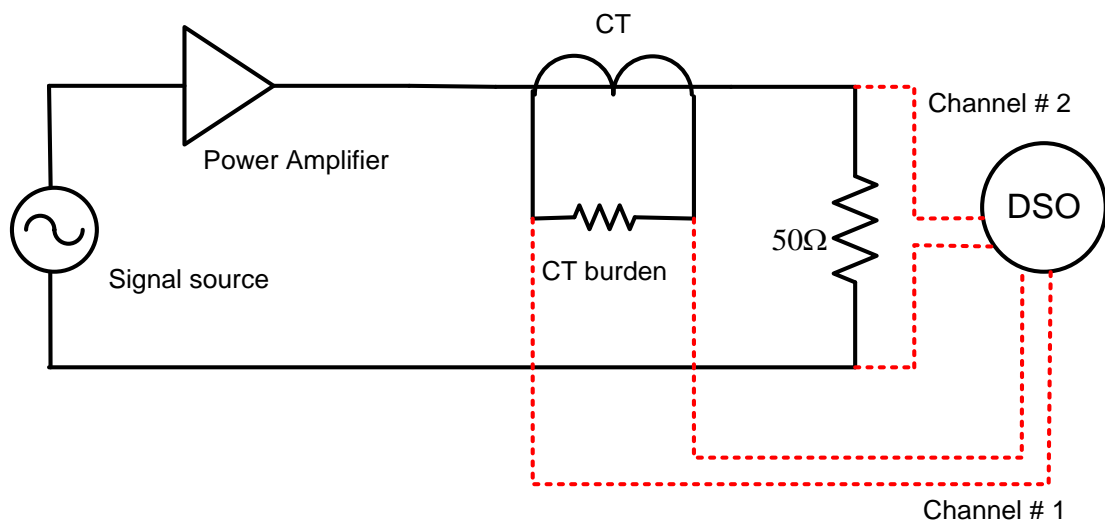 CT
Channel # 2
Power Amplifier
DSO
50Ω
CT burden
Signal source
Channel # 1